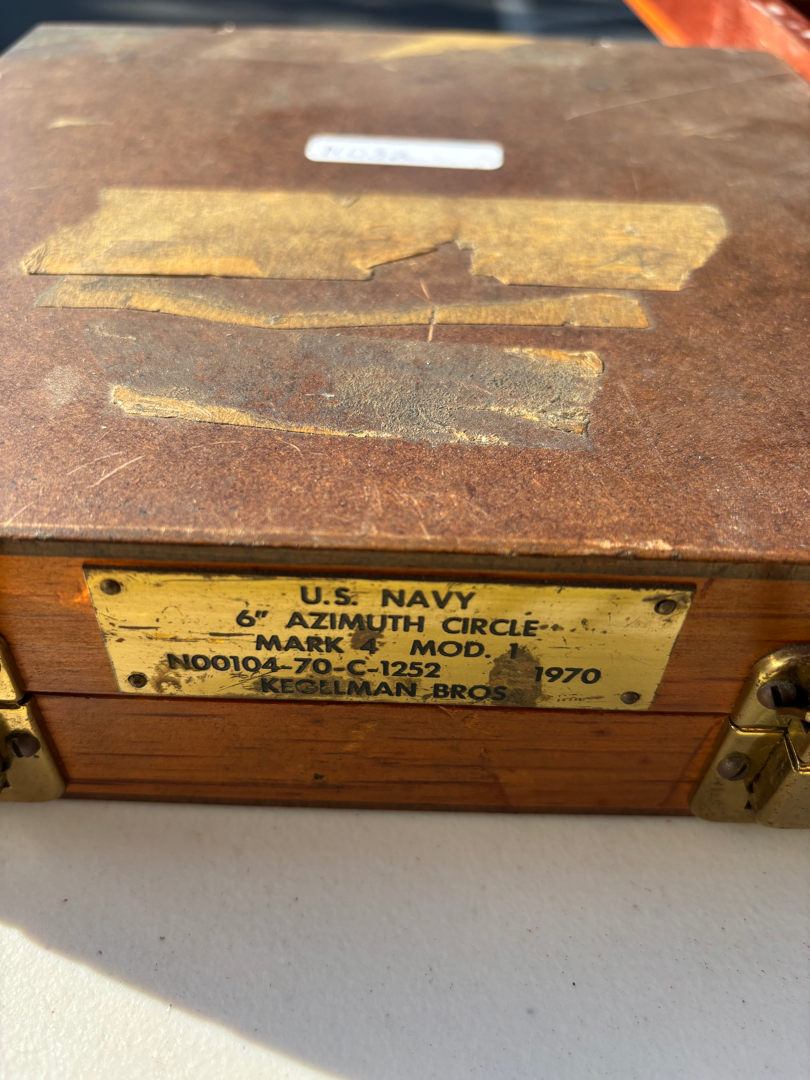 U.S. NAVY
6" AZIMUTH CIRCLE
MARK 4 MOD. 1
N00104-70-C-1252 1970
KEGELMAN BROS